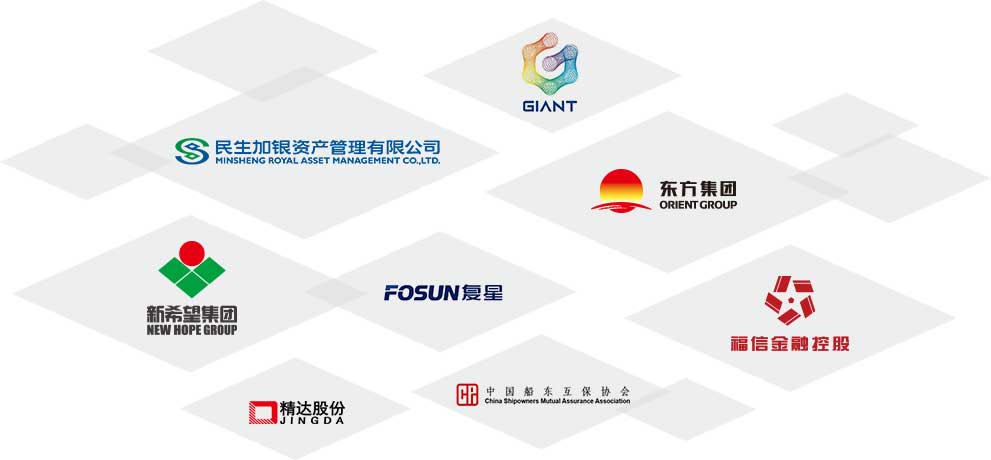 GIANT
民生加银资产管理有限公司
MINSHENG ROYAL ASSET MANAGEMENT CO.,LTD.
东方集团
ORIENT GROUP
新希望集团
NEW HOPE GROUP
FOSUN复星
福信金融控股
精达股份
JINGDA
中国船东互保协会
China Shipowners Mutual Assurance Association